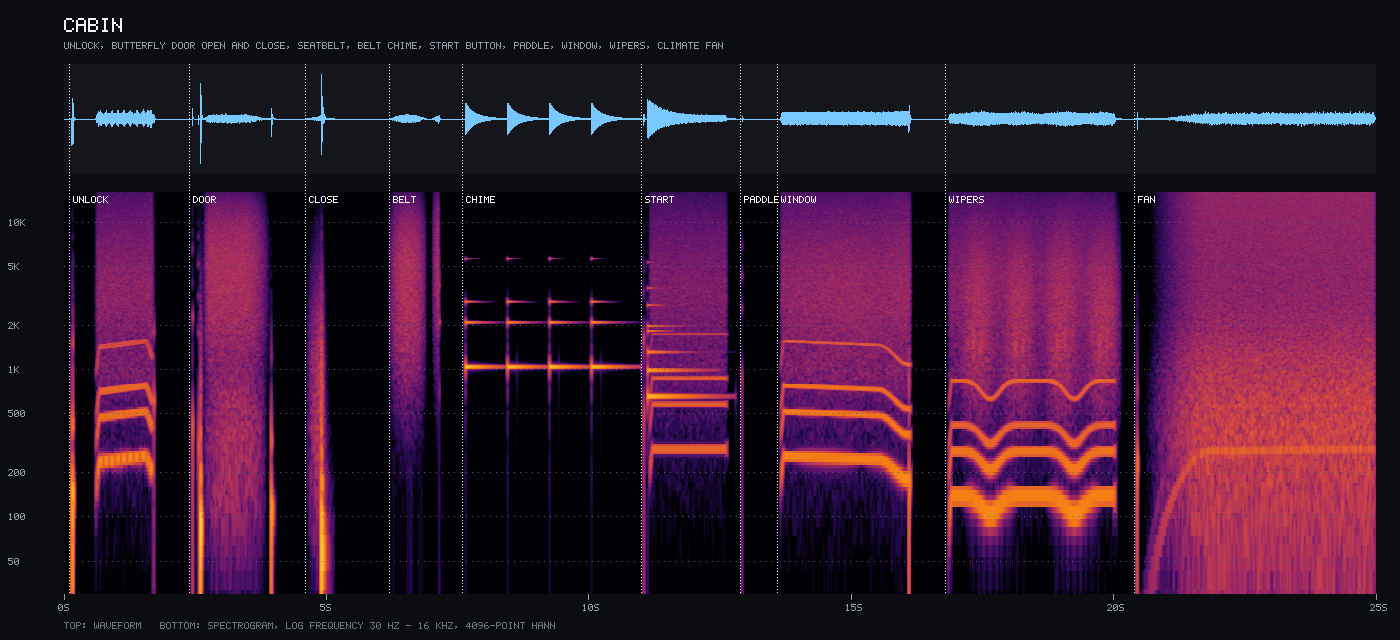 CABIN
UNLOCK, BUTTERFLY DOOR OPEN AND CLOSE, SEATBELT, BELT CHIME, START BUTTON, PADDLE, WINDOW, WIPERS, CLIMATE FAN
UNLOCK DOOR CLOSE BELT CHIME START PADDLE WINDOW WIPERS FAN
10K
5K
2K
1K
500
200
100
50
0S 5S 10S 15S 20S 25S
TOP: WAVEFORM BOTTOM: SPECTROGRAM, LOG FREQUENCY 30 HZ - 16 KHZ, 4096-POINT HANN